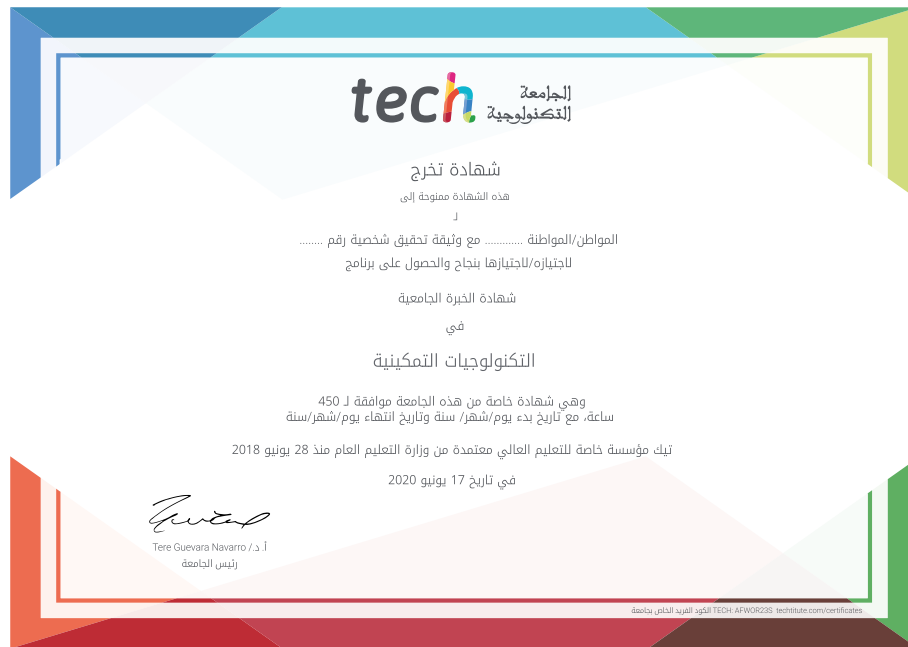 tech الجامعة
التكنولوجية
شهادة تخرج
هذه الشهادة ممنوحة إلى
لـ
المواطن/المواطنة ............ مع وثيقة تحقيق شخصية رقم ........
لاجتيازه/لاجتيازها بنجاح والحصول على برنامج
شهادة الخبرة الجامعية
في
التكنولوجيات التمكينية
وهي شهادة خاصة من هذه الجامعة موافقة لـ 450
ساعة، مع تاريخ بدء يوم/شهر/ سنة وتاريخ انتهاء يوم/شهر/سنة
تيك مؤسسة خاصة للتعليم العالي معتمدة من وزارة التعليم العام منذ 28 يونيو 2018
في تاريخ 17 يونيو 2020
أ. د./ Tere Guevara Navarro
رئيس الجامعة
الكود الفريد الخاص بجامعة TECH: AFWOR23S techtitute.com/certificates